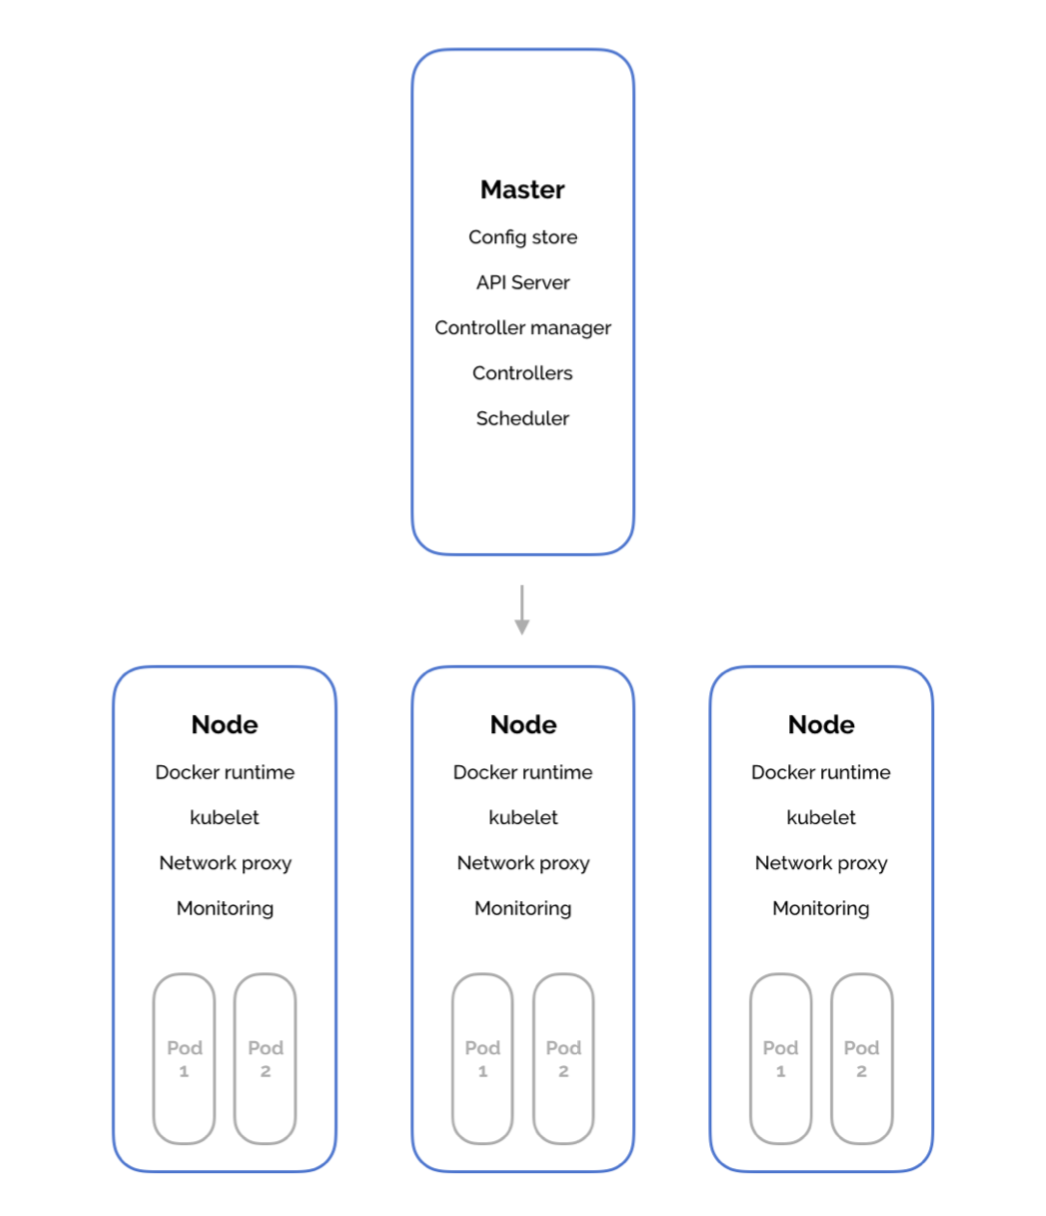 Master
Config store
API Server
Controller manager
Controllers
Scheduler
Node
Docker runtime
kubelet
Network proxy
Monitoring
Pod
1
Pod
2
Node
Docker runtime
kubelet
Network proxy
Monitoring
Pod
1
Pod
2
Node
Docker runtime
kubelet
Network proxy
Monitoring
Pod
1
Pod
2